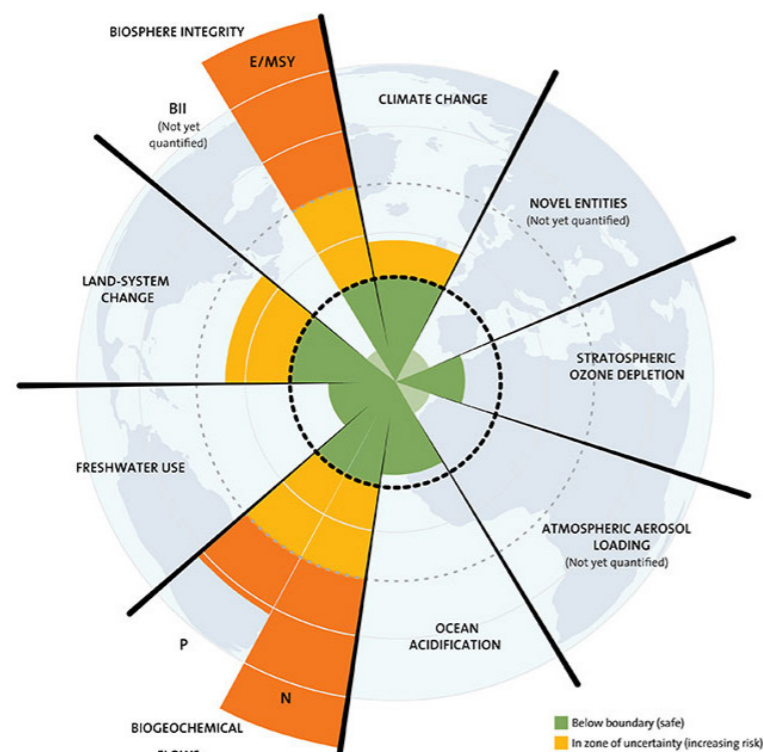 BIOSPHERE INTEGRITY
E/MSY
CLIMATE CHANGE
BII
(Not yet
quantified)
NOVEL ENTITIES
(Not yet quantified)
LAND-SYSTEM
CHANGE
STRATOSPHERIC
OZONE DEPLETION
FRESHWATER USE
ATMOSPHERIC AEROSOL
LOADING
(Not yet quantified)
OCEAN
ACIDIFICATION
P
N
BIOGEOCHEMICAL
Below boundary (safe)
In zone of uncertainty (increasing risk)